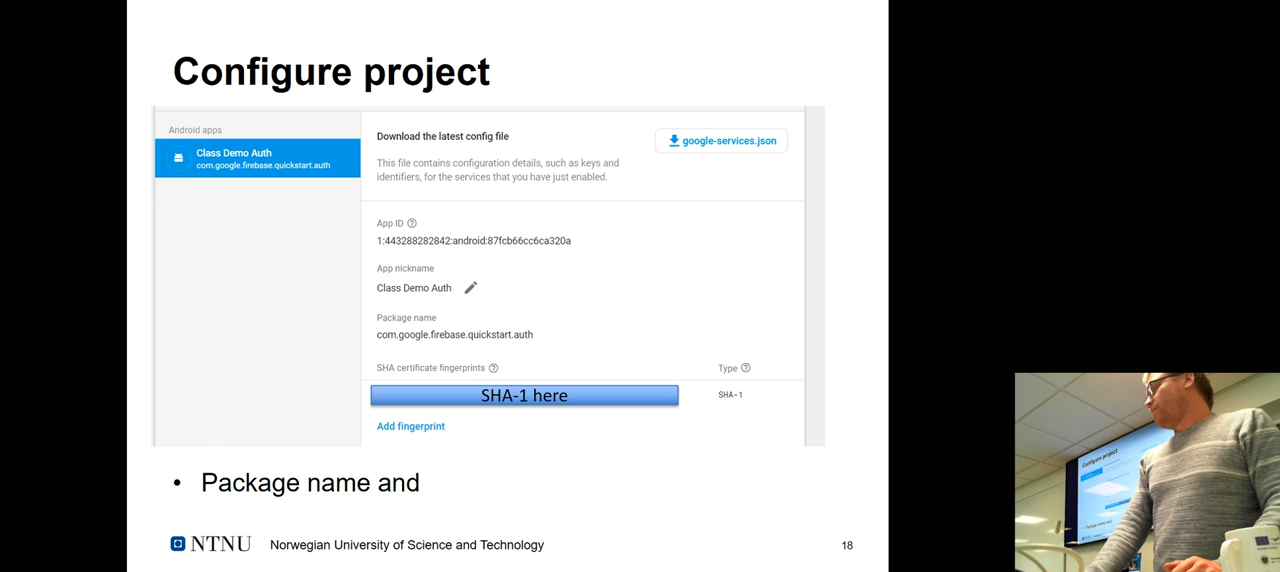 Configure project
Android apps
Class Demo Auth
com.google.firebase.quickstart.auth
Download the latest config file
google-services.json
This file contains configuration details, such as keys and
identifiers, for the services that you have just enabled.
App ID
1:443288282842:android:87fcb66cc6ca320a
App nickname
Class Demo Auth
Package name
com.google.firebase.quickstart.auth
SHA certificate fingerprints
Type
SHA-1 here
SHA-1
Add fingerprint
• Package name and
NTNU
Norwegian University of Science and Technology
18
Configure project